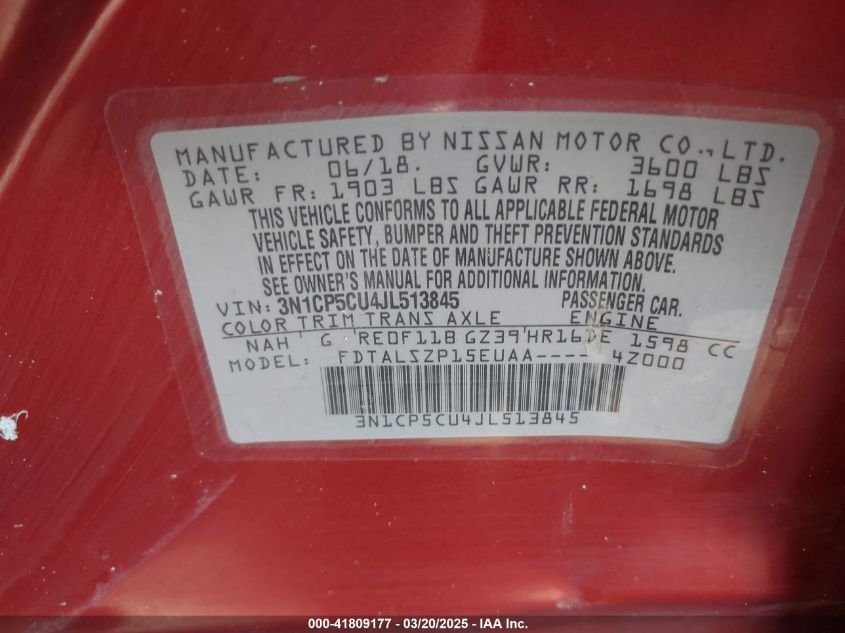 MANUFACTURED BY NISSAN MOTOR CO., LTD.
DATE: 06/18. GVWR: 3600 LBS
GAWR FR: 1903 LBS GAWR RR: 1698 LBS
THIS VEHICLE CONFORMS TO ALL APPLICABLE FEDERAL MOTOR
VEHICLE SAFETY, BUMPER AND THEFT PREVENTION STANDARDS
IN EFFECT ON THE DATE OF MANUFACTURE SHOWN ABOVE.
SEE OWNER'S MANUAL FOR ADDITIONAL INFORMATION.
VIN: 3N1CP5CU4JL513845 PASSENGER CAR.
COLOR TRIM TRANS AXLE ENGINE
NAH G RE0F11B GZ39 HR16DE 1598 CC
MODEL: FDTALSZP15EUAA---- 4Z000
3N1CP5CU4JL513845
000-41809177 — 03/20/2025 - IAA Inc.